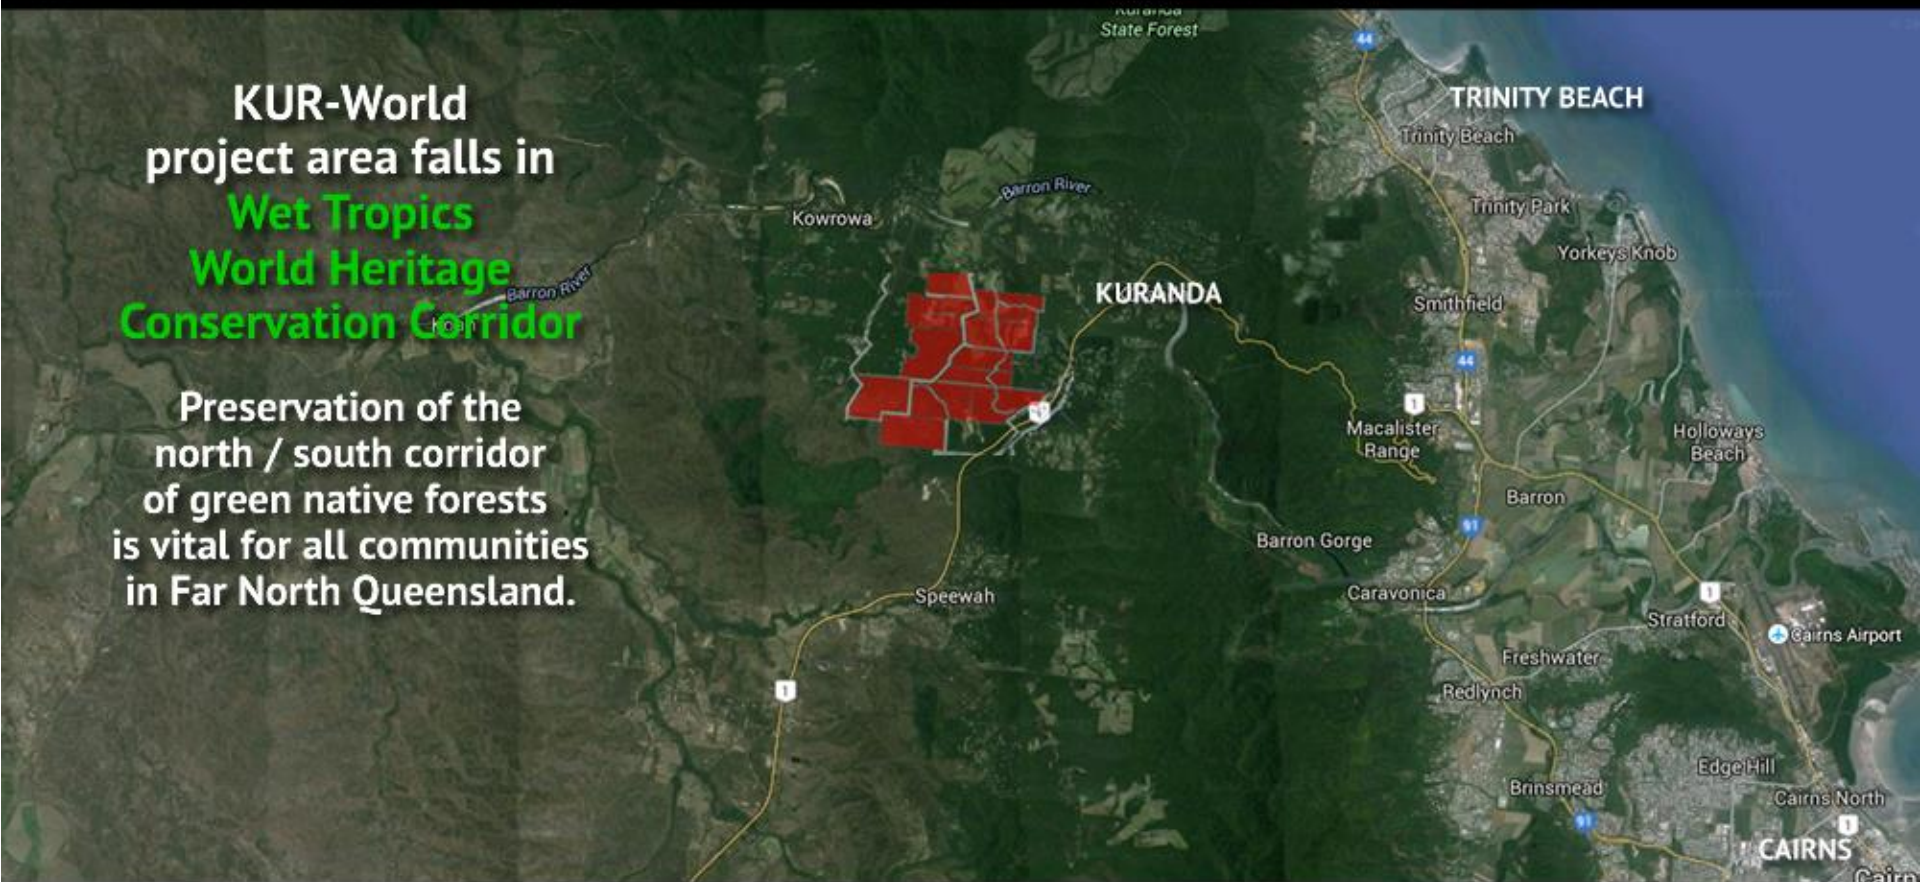 KUR-World
project area falls in
Wet Tropics
World Heritage
Conservation Corridor
Preservation of the
north / south corridor
of green native forests
is vital for all communities
in Far North Queensland.
Kuranda
State Forest
44
TRINITY BEACH
Trinity Beach
Barron River
Kowrowa
Trinity Park
Yorkeys Knob
Barron River
Koah
KURANDA
Smithfield
44
1
Macalister
Range
Holloways
Beach
Barron
91
Barron Gorge
Caravonica
Speewah
1
Stratford
Cairns Airport
Freshwater
Redlynch
1
Edge Hill
Brinsmead
Cairns North
91
1
CAIRNS